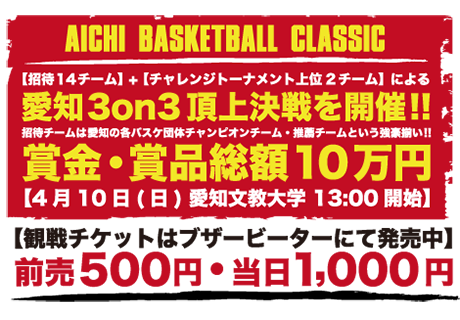 AICHI BASKETBALL CLASSIC
【招待14チーム】+【チャレンジトーナメント上位2チーム】による
愛知3on3頂上決戦を開催!!
招待チームは愛知の各バスケ団体チャンピオンチーム・推薦チームという強豪揃い!!
賞金・賞品総額10万円
【4月10日(日) 愛知文教大学 13:00開始】
【観戦チケットはブザービーターにて発売中】
前売500円・当日1,000円